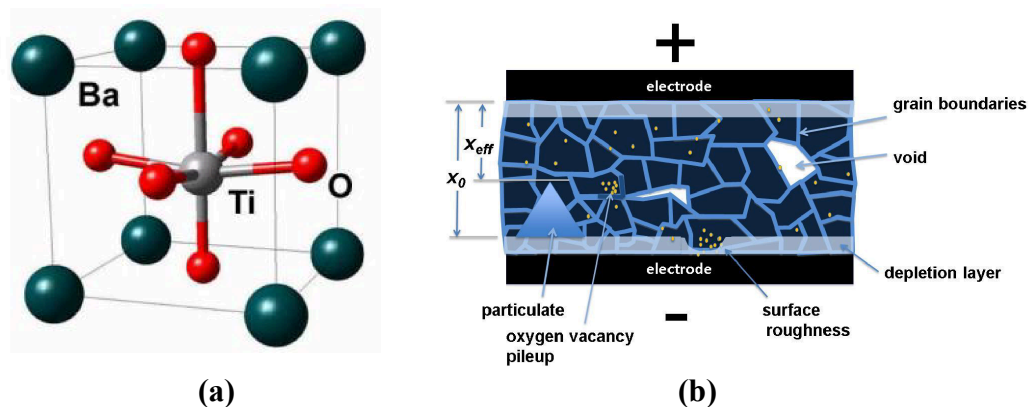 Ba
Ti
O
(a)
+
electrode
grain boundaries
void
x_eff
x_0
electrode
depletion layer
particulate
oxygen vacancy
pileup
surface
roughness
-
(b)